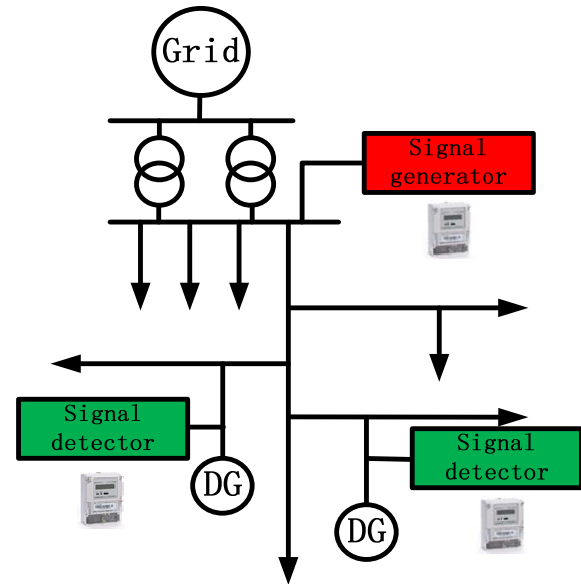 Grid
Signal
generator
Signal
detector
Signal
detector
DG
DG